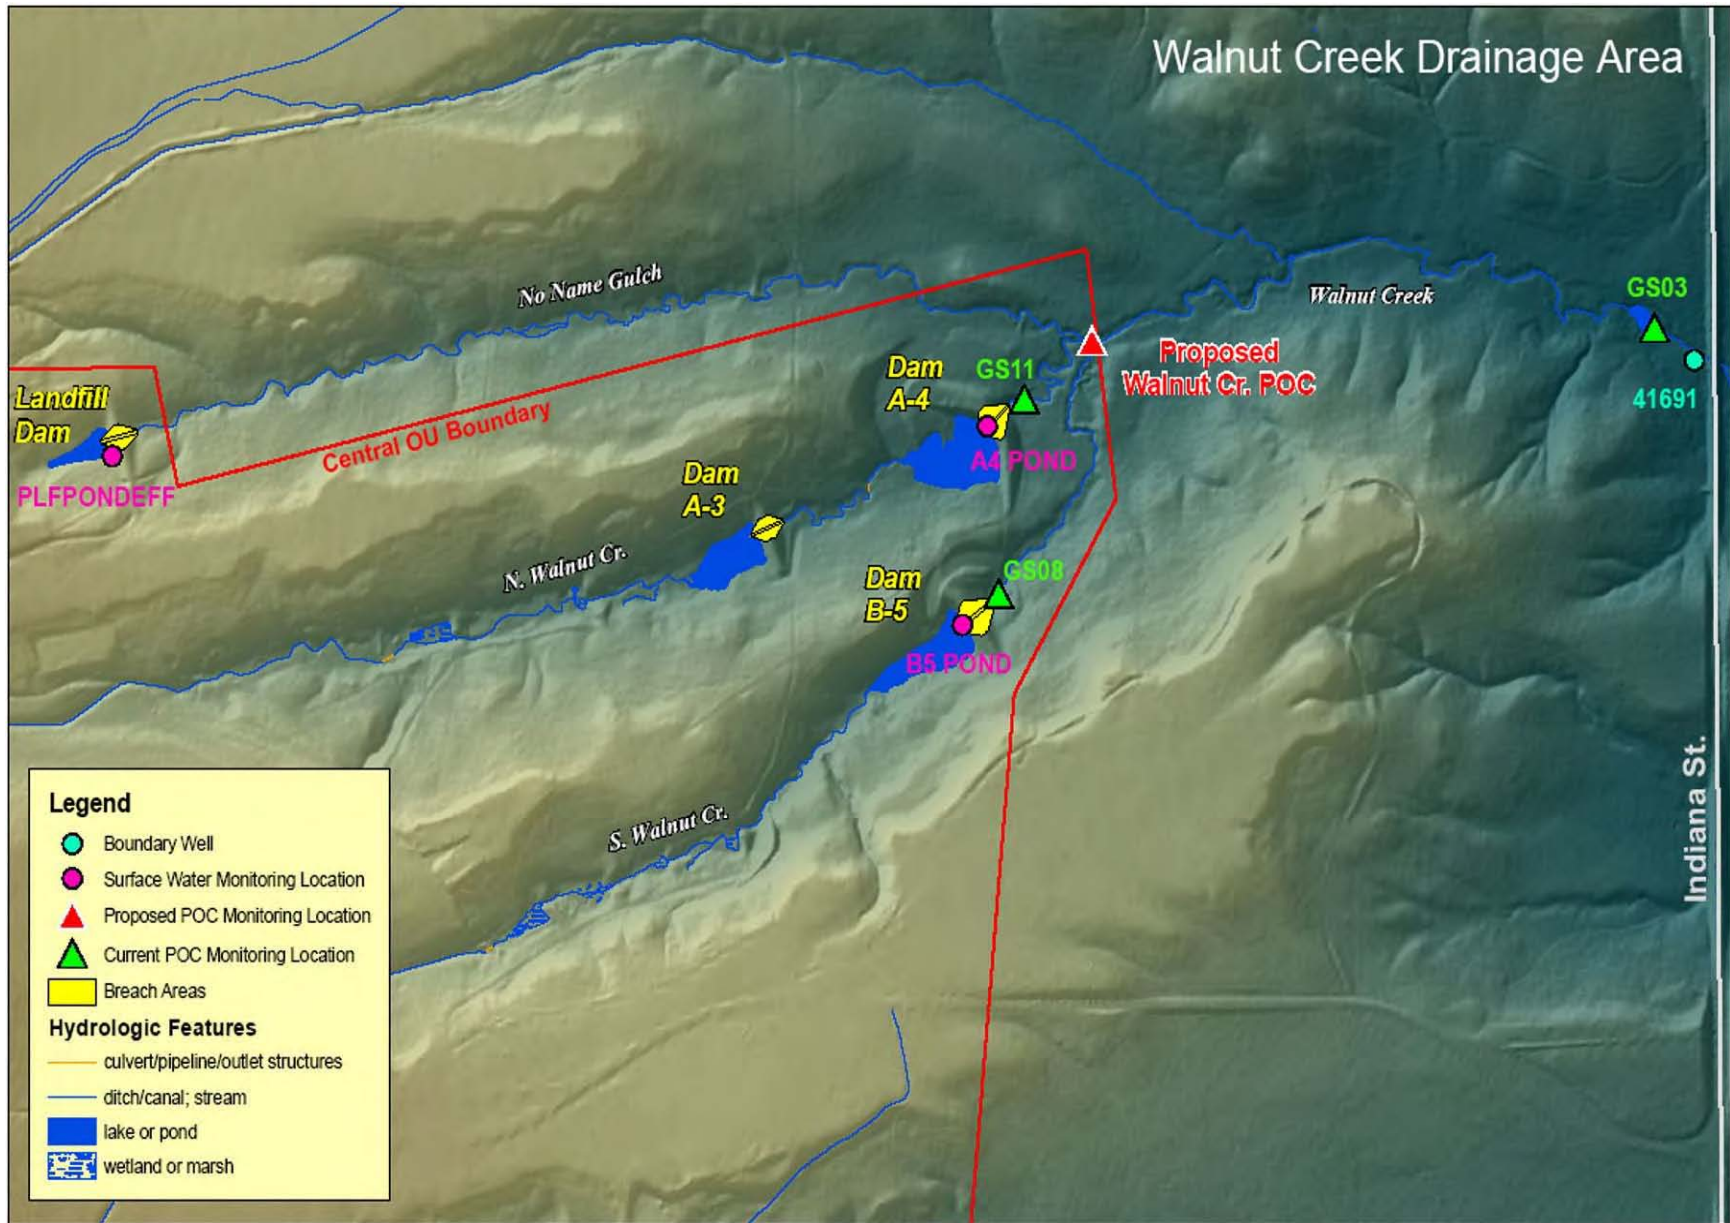 Walnut Creek Drainage Area
No Name Gulch
Walnut Creek
GS03
Proposed
Walnut Cr. POC
41691
Dam
A-4
GS11
A4 POND
Landfill
Dam
PLFPONDEFF
Central OU Boundary
Dam
A-3
N. Walnut Cr.
Dam
B-5
GS08
B5 POND
S. Walnut Cr.
Indiana St.
Legend
Boundary Well
Surface Water Monitoring Location
Proposed POC Monitoring Location
Current POC Monitoring Location
Breach Areas
Hydrologic Features
culvert/pipeline/outlet structures
ditch/canal; stream
lake or pond
wetland or marsh